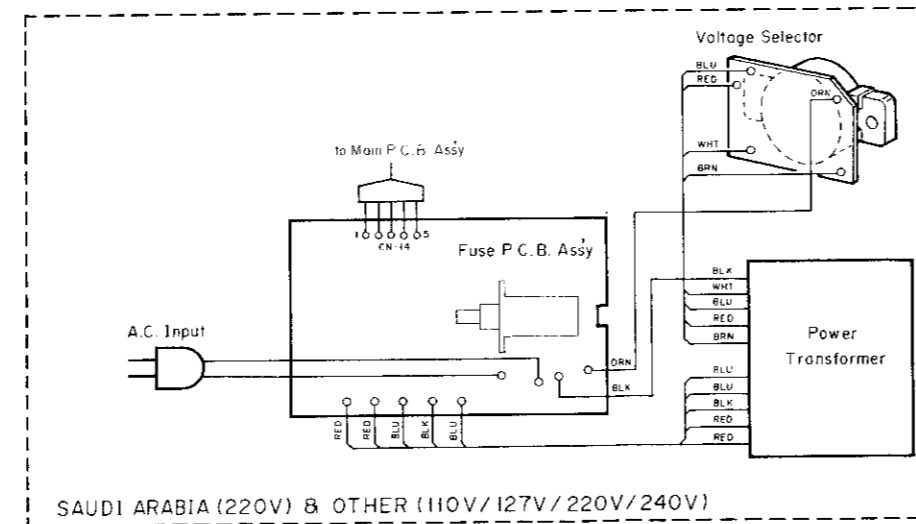 Voltage Selector
BLU
RED
ORN
WHT
BRN
to Main P.C.B. Ass'y
1 5
CN-14
Fuse P.C.B. Ass'y
A.C. Input
ORN
BLK
RED
RED
BLU
BLK
BLU
BLK
WHT
BLU
RED
BRN
BLU
BLU
BLK
RED
RED
Power
Transformer
SAUDI ARABIA (220V) & OTHER (110V/127V/220V/240V)